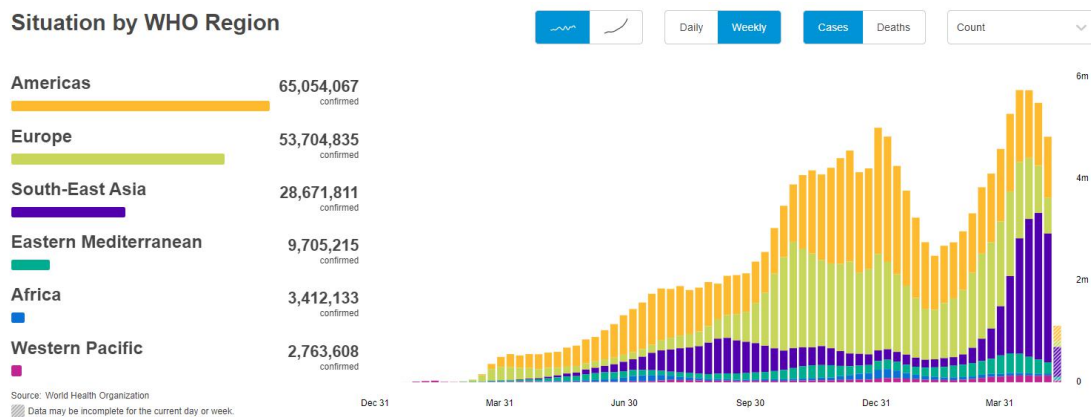 Situation by WHO Region
Daily
Weekly
Cases
Deaths
Count
Americas
65,054,067
confirmed
Europe
53,704,835
confirmed
South-East Asia
28,671,811
confirmed
Eastern Mediterranean
9,705,215
confirmed
Africa
3,412,133
confirmed
Western Pacific
2,763,608
confirmed
6m
4m
2m
0
Dec 31
Mar 31
Jun 30
Sep 30
Dec 31
Mar 31
Source: World Health Organization
Data may be incomplete for the current day or week.